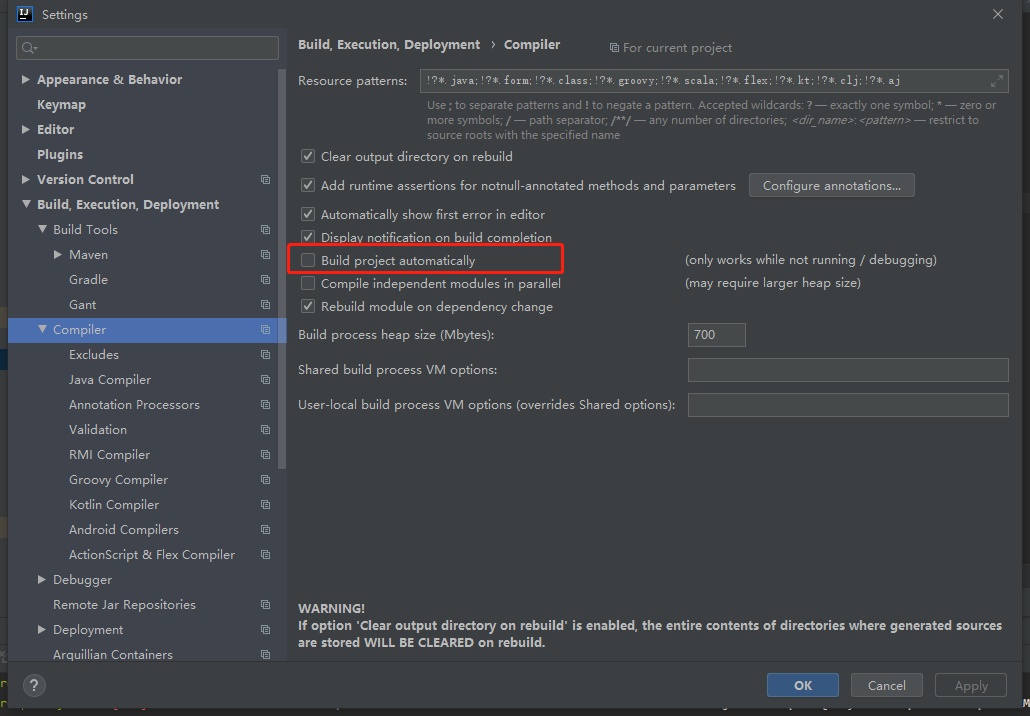 Settings
Appearance & Behavior
Keymap
Editor
Plugins
Version Control
Build, Execution, Deployment
Build Tools
Maven
Gradle
Gant
Compiler
Excludes
Java Compiler
Annotation Processors
Validation
RMI Compiler
Groovy Compiler
Kotlin Compiler
Android Compilers
ActionScript & Flex Compiler
Debugger
Remote Jar Repositories
Deployment
Arquillian Containers
Build, Execution, Deployment › Compiler For current project
Resource patterns: !?*.java;!?*.form;!?*.class;!?*.groovy;!?*.scala;!?*.flex;!?*.kt;!?*.clj;!?*.aj
Use ; to separate patterns and ! to negate a pattern. Accepted wildcards: ? — exactly one symbol; * — zero or
more symbols; / — path separator; /**/ — any number of directories; <dir_name>:<pattern> — restrict to
source roots with the specified name
Clear output directory on rebuild
Add runtime assertions for notnull-annotated methods and parameters Configure annotations...
Automatically show first error in editor
Display notification on build completion
Build project automatically (only works while not running / debugging)
Compile independent modules in parallel (may require larger heap size)
Rebuild module on dependency change
Build process heap size (Mbytes): 700
Shared build process VM options:
User-local build process VM options (overrides Shared options):
WARNING!
If option 'Clear output directory on rebuild' is enabled, the entire contents of directories where generated sources
are stored WILL BE CLEARED on rebuild.
? OK Cancel Apply